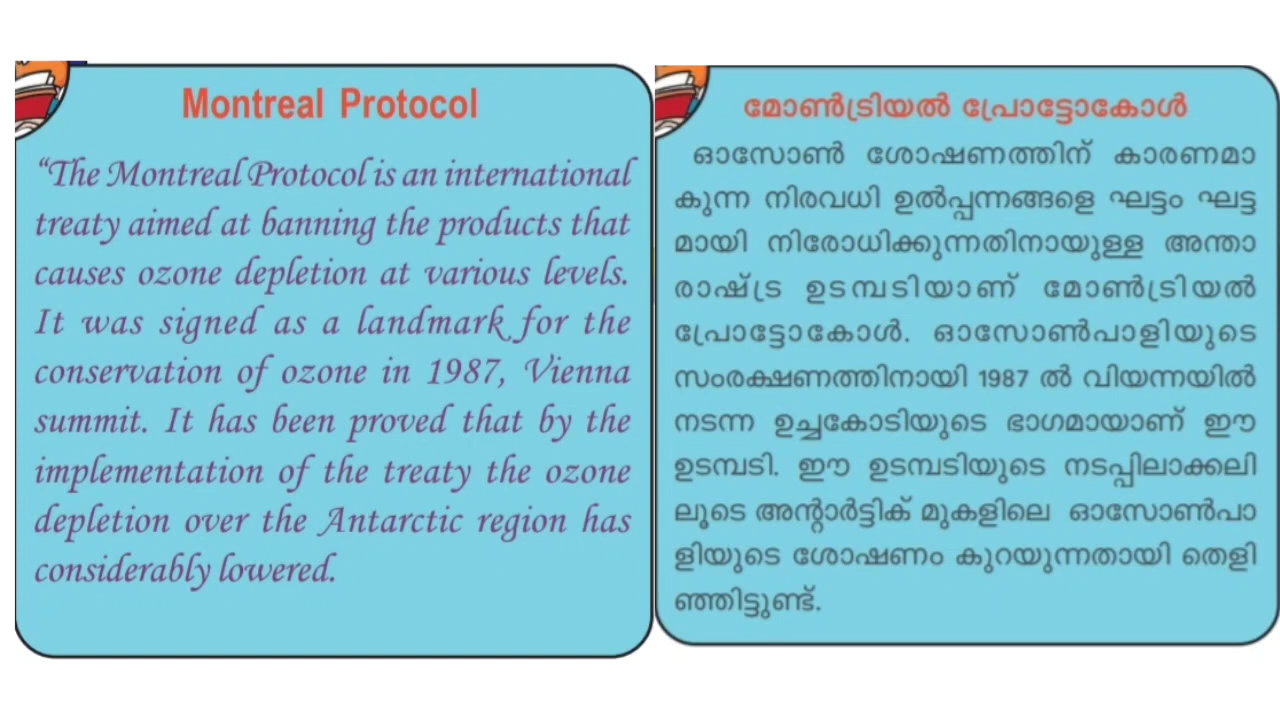 Montreal Protocol
“The Montreal Protocol is an international
treaty aimed at banning the products that
causes ozone depletion at various levels.
It was signed as a landmark for the
conservation of ozone in 1987, Vienna
summit. It has been proved that by the
implementation of the treaty the ozone
depletion over the Antarctic region has
considerably lowered.
മോൺട്രിയൽ പ്രോട്ടോകോൾ
ഓസോൺ ശോഷണത്തിന് കാരണമാ
കുന്ന നിരവധി ഉൽപ്പന്നങ്ങളെ ഘട്ടം ഘട്ട
മായി നിരോധിക്കുന്നതിനായുള്ള അന്താ
രാഷ്ട്ര ഉടമ്പടിയാണ് മോൺട്രിയൽ
പ്രോട്ടോകോൾ. ഓസോൺപാളിയുടെ
സംരക്ഷണത്തിനായി 1987 ൽ വിയന്നയിൽ
നടന്ന ഉച്ചകോടിയുടെ ഭാഗമായാണ് ഈ
ഉടമ്പടി. ഈ ഉടമ്പടിയുടെ നടപ്പിലാക്കലി
ലൂടെ അന്റാർട്ടിക് മുകളിലെ ഓസോൺപാ
ളിയുടെ ശോഷണം കുറയുന്നതായി തെളി
ഞ്ഞിട്ടുണ്ട്.